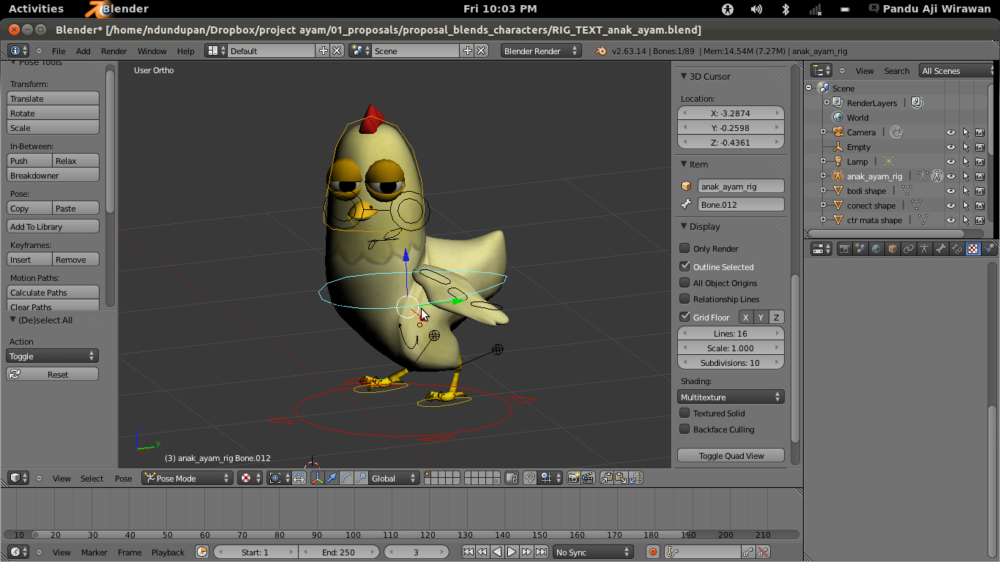 Activities Blender Fri 10:03 PM Pandu Aji Wirawan
Blender* [/home/ndundupan/Dropbox/project ayam/01_proposals/proposal_blends_characters/RIG_TEXT_anak_ayam.blend]
File Add Render Window Help Default Scene Blender Render v2.63.14 | Bones:1/89 | Mem:14.54M (7.27M) | anak_ayam_rig
Pose Tools
Transform:
Translate
Rotate
Scale
In-Between:
Push Relax
Breakdowner
Pose:
Copy Paste
Add To Library
Keyframes:
Insert Remove
Motion Paths:
Calculate Paths
Clear Paths
(De)select All
Action
Toggle
Reset
User Ortho
z
y
(3) anak_ayam_rig Bone.012
3D Cursor
Location:
X: -3.2874
Y: -0.2598
Z: -0.4361
Item
anak_ayam_rig
Bone.012
Display
Only Render
Outline Selected
All Object Origins
Relationship Lines
Grid Floor X Y Z
Lines: 16
Scale: 1.000
Subdivisions: 10
Shading:
Multitexture
Textured Solid
Backface Culling
Toggle Quad View
View Search All Scenes
Scene
RenderLayers
World
Camera
Empty
Lamp
anak_ayam_rig
bodi shape
conect shape
ctr mata shape
View Select Pose Pose Mode Global
10 20 30 40 50 60 70 80 90 100 110 120 130 140 150 160 170 180 190 200 210
View Marker Frame Playback Start: 1 End: 250 3 No Sync